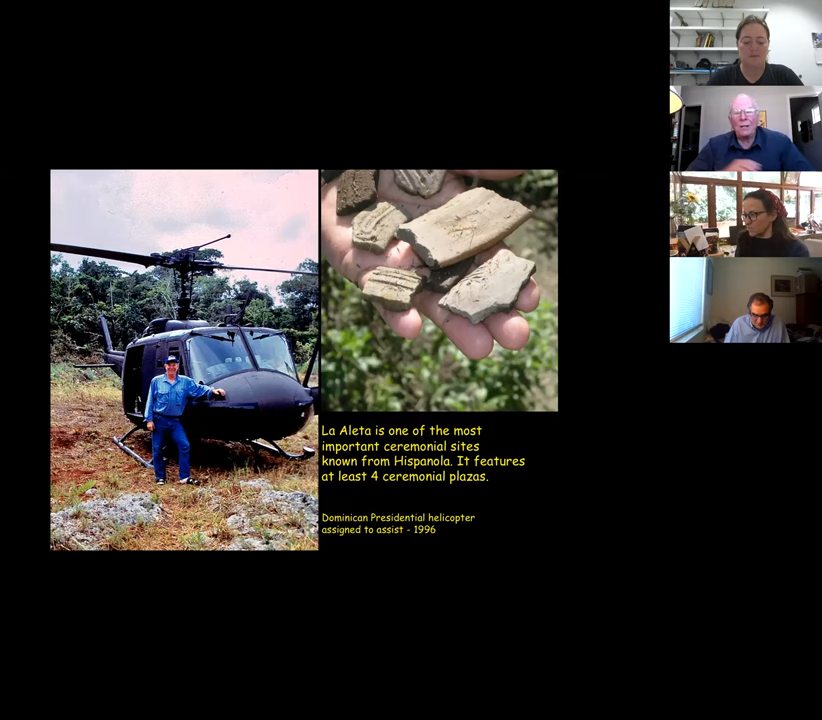 La Aleta is one of the most
important ceremonial sites
known from Hispanola. It features
at least 4 ceremonial plazas.
Dominican Presidential helicopter
assigned to assist - 1996